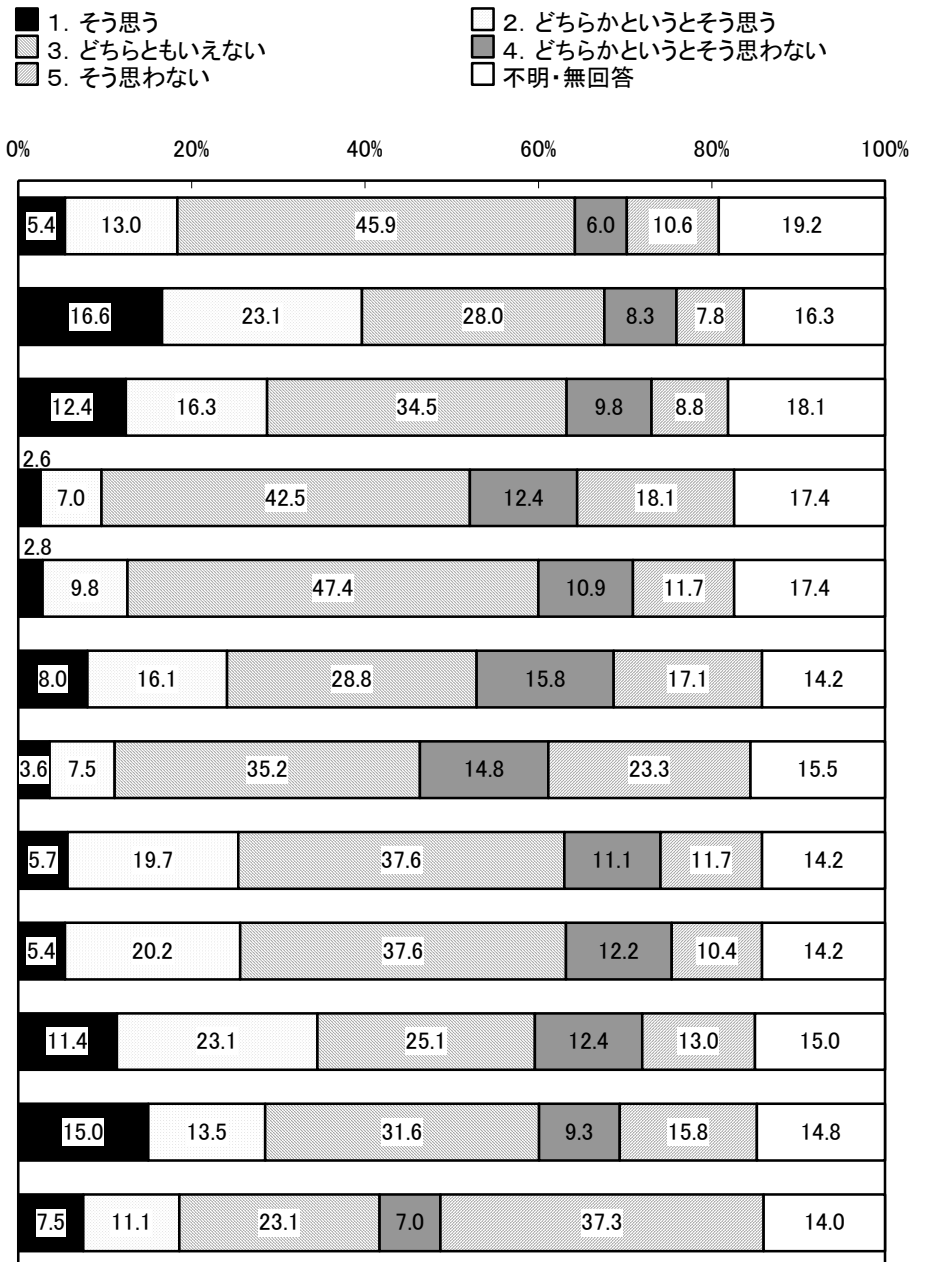 1．そう思う 2．どちらかというとそう思う
3．どちらともいえない 4．どちらかというとそう思わない
5．そう思わない 不明・無回答
0% 20% 40% 60% 80% 100%
5.4 13.0 45.9 6.0 10.6 19.2
16.6 23.1 28.0 8.3 7.8 16.3
12.4 16.3 34.5 9.8 8.8 18.1
2.6
7.0 42.5 12.4 18.1 17.4
2.8
9.8 47.4 10.9 11.7 17.4
8.0 16.1 28.8 15.8 17.1 14.2
3.6 7.5 35.2 14.8 23.3 15.5
5.7 19.7 37.6 11.1 11.7 14.2
5.4 20.2 37.6 12.2 10.4 14.2
11.4 23.1 25.1 12.4 13.0 15.0
15.0 13.5 31.6 9.3 15.8 14.8
7.5 11.1 23.1 7.0 37.3 14.0